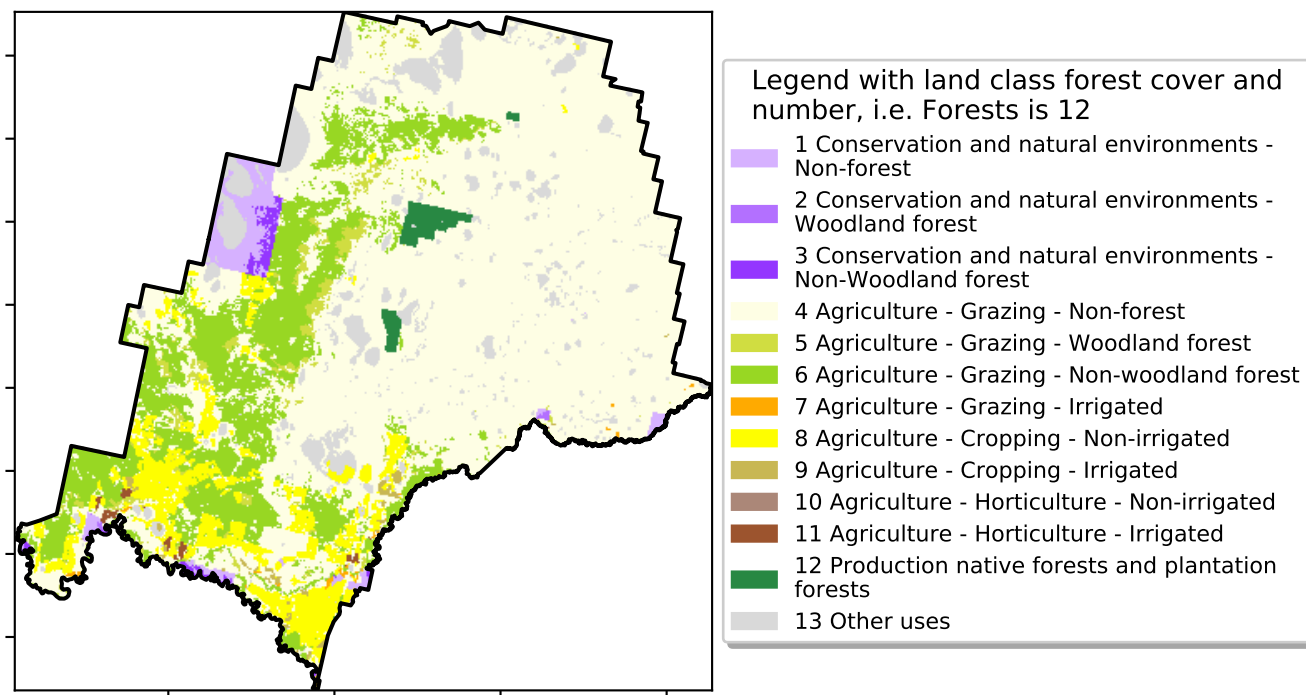 Legend with land class forest cover and
number, i.e. Forests is 12
1 Conservation and natural environments -
Non-forest
2 Conservation and natural environments -
Woodland forest
3 Conservation and natural environments -
Non-Woodland forest
4 Agriculture - Grazing - Non-forest
5 Agriculture - Grazing - Woodland forest
6 Agriculture - Grazing - Non-woodland forest
7 Agriculture - Grazing - Irrigated
8 Agriculture - Cropping - Non-irrigated
9 Agriculture - Cropping - Irrigated
10 Agriculture - Horticulture - Non-irrigated
11 Agriculture - Horticulture - Irrigated
12 Production native forests and plantation
forests
13 Other uses